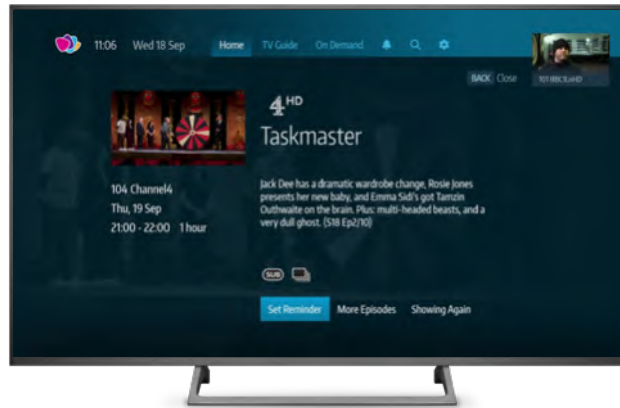 11:06 Wed 18 Sep Home TV Guide On Demand
BACK Close
101 BBC1LonHD
4HD
Taskmaster
104 Channel4
Thu, 19 Sep
21:00 - 22:00 1 hour
Jack Dee has a dramatic wardrobe change, Rosie Jones
presents her new baby, and Emma Sidi's got Tamzin
Outhwaite on the brain. Plus: multi-headed beasts, and a
very dull ghost. (S18 Ep2/10)
SUB
Set Reminder More Episodes Showing Again